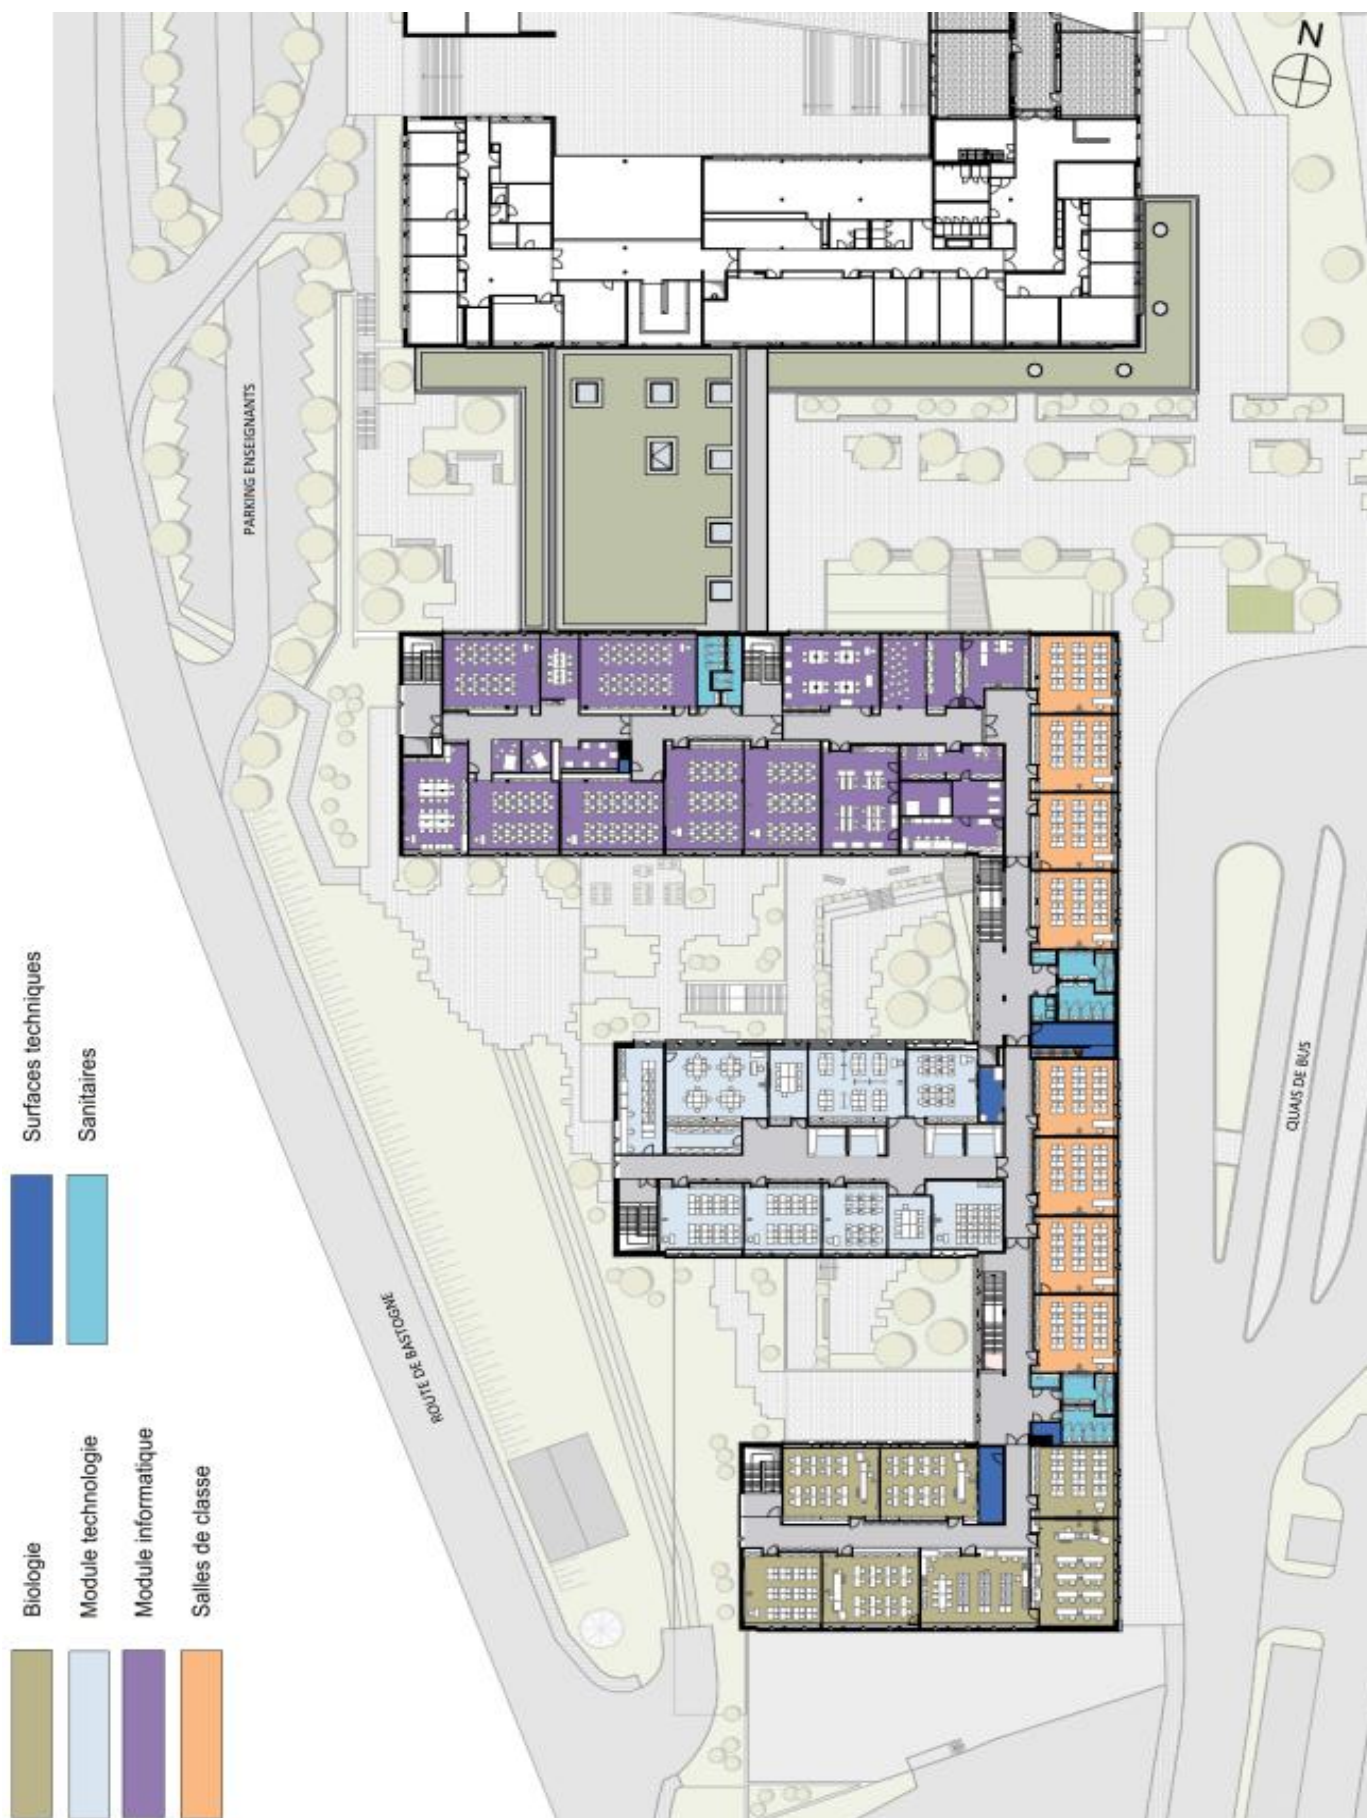 N
PARKING ENSEIGNANTS
QUAIS DE BUS
ROUTE DE BASTOGNE
Biologie
Module technologie
Module informatique
Salles de classe
Surfaces techniques
Sanitaires